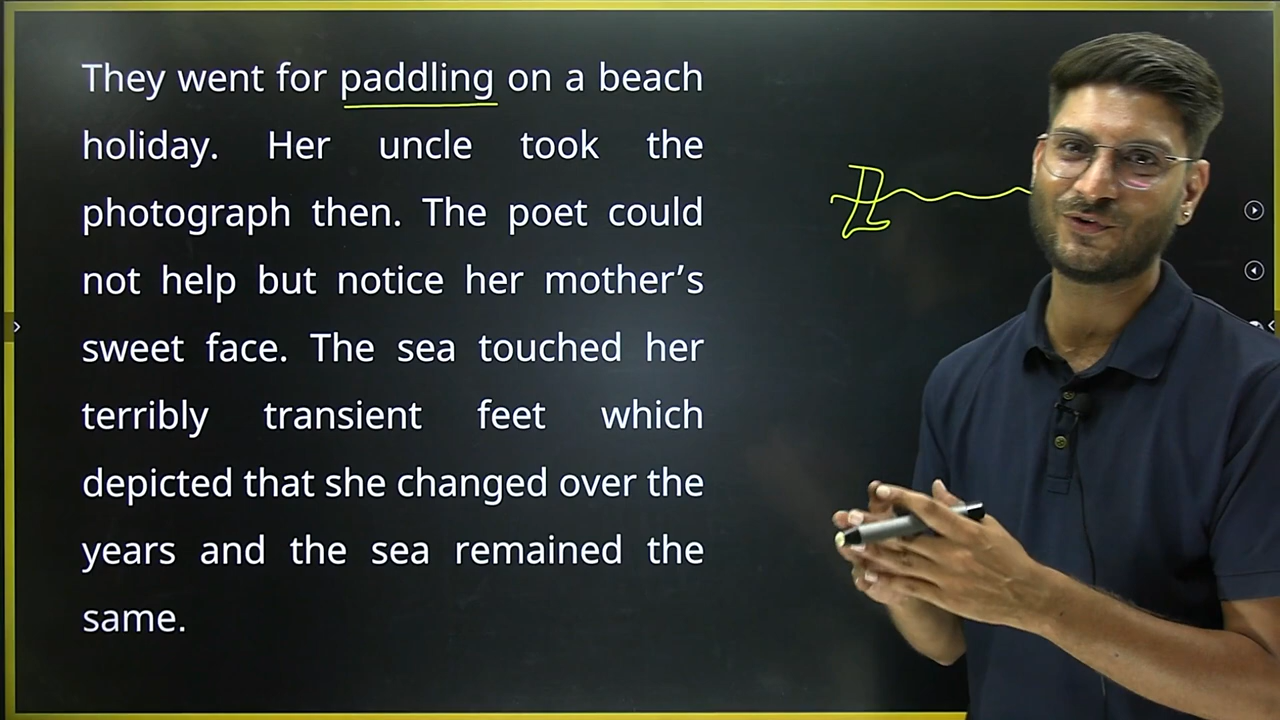 They went for paddling on a beach
holiday. Her uncle took the
photograph then. The poet could
not help but notice her mother’s
sweet face. The sea touched her
terribly transient feet which
depicted that she changed over the
years and the sea remained the
same.